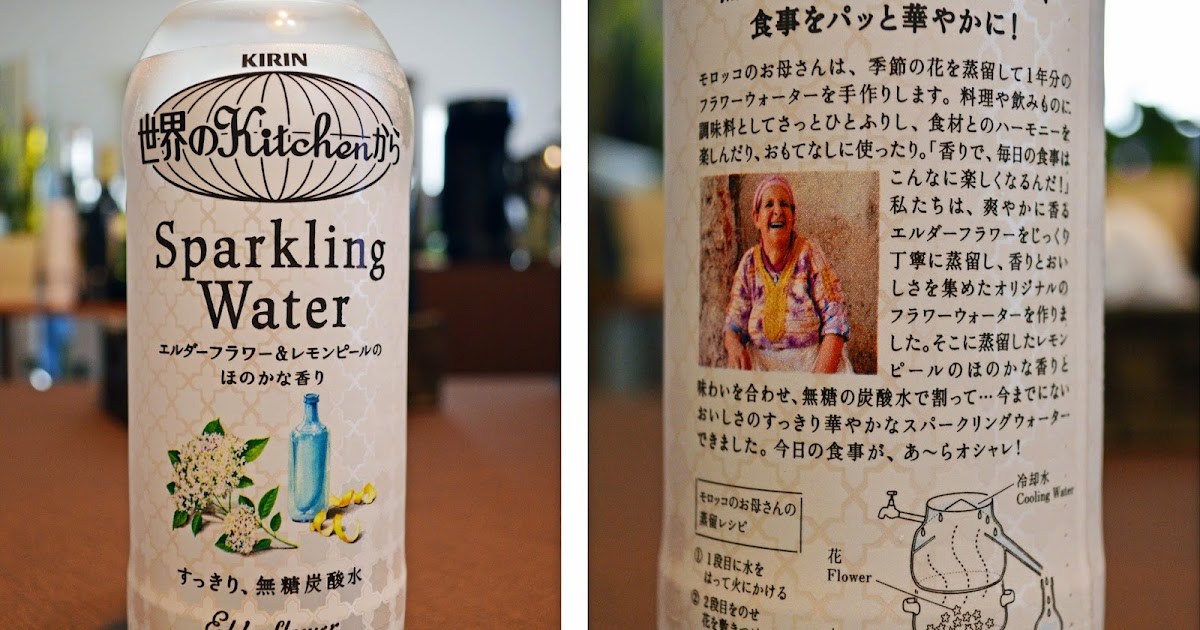 KIRIN
世界のKitchenから
Sparkling
Water
エルダーフラワー&レモンピールの
ほのかな香り
すっきり、無糖炭酸水
Elderflower
食事をパッと華やかに!
モロッコのお母さんは、季節の花を蒸留して1年分の
フラワーウォーターを手作りします。料理や飲みものに
調味料としてさっとひとふりし、食材とのハーモニーを
楽しんだり、おもてなしに使ったり。「香りで、毎日の食事は
こんなに楽しくなるんだ!」
私たちは、爽やかに香る
エルダーフラワーをじっくり
丁寧に蒸留し、香りとおい
しさを集めたオリジナルの
フラワーウォーターを作りま
した。そこに蒸留したレモン
ピールのほのかな香りと
味わいを合わせ、無糖の炭酸水で割って…今までにない
おいしさのすっきり華やかなスパークリングウォーター
できました。今日の食事が、あ〜らオシャレ!
モロッコのお母さんの
蒸留レシピ
① 1段目に水を
はって火にかける
② 2段目をのせ
冷却水
Cooling Water
花
Flower